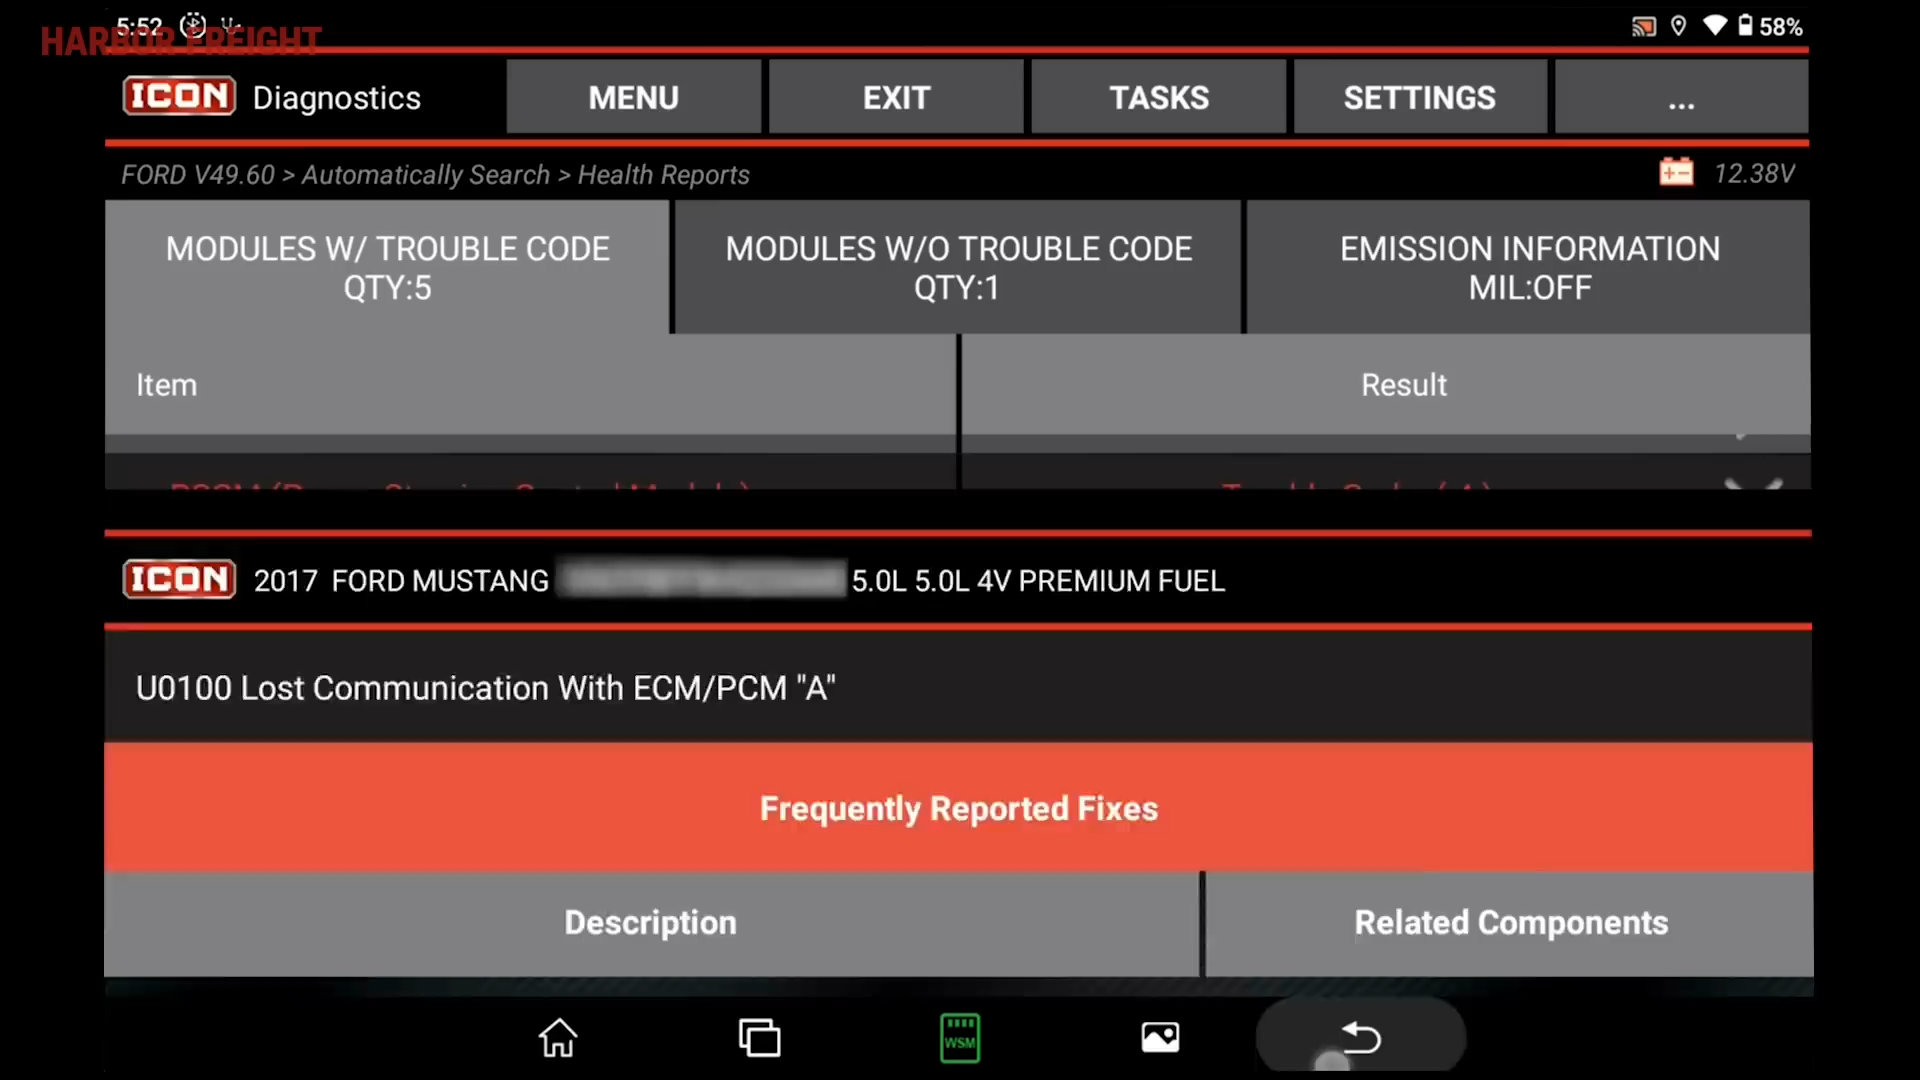 5:52
58%
HARBOR FREIGHT
ICON Diagnostics
MENU
EXIT
TASKS
SETTINGS
...
FORD V49.60 > Automatically Search > Health Reports
12.38V
MODULES W/ TROUBLE CODE
QTY:5
MODULES W/O TROUBLE CODE
QTY:1
EMISSION INFORMATION
MIL:OFF
Item
Result
ICON 2017 FORD MUSTANG
5.0L 5.0L 4V PREMIUM FUEL
U0100 Lost Communication With ECM/PCM "A"
Frequently Reported Fixes
Description
Related Components
WSM